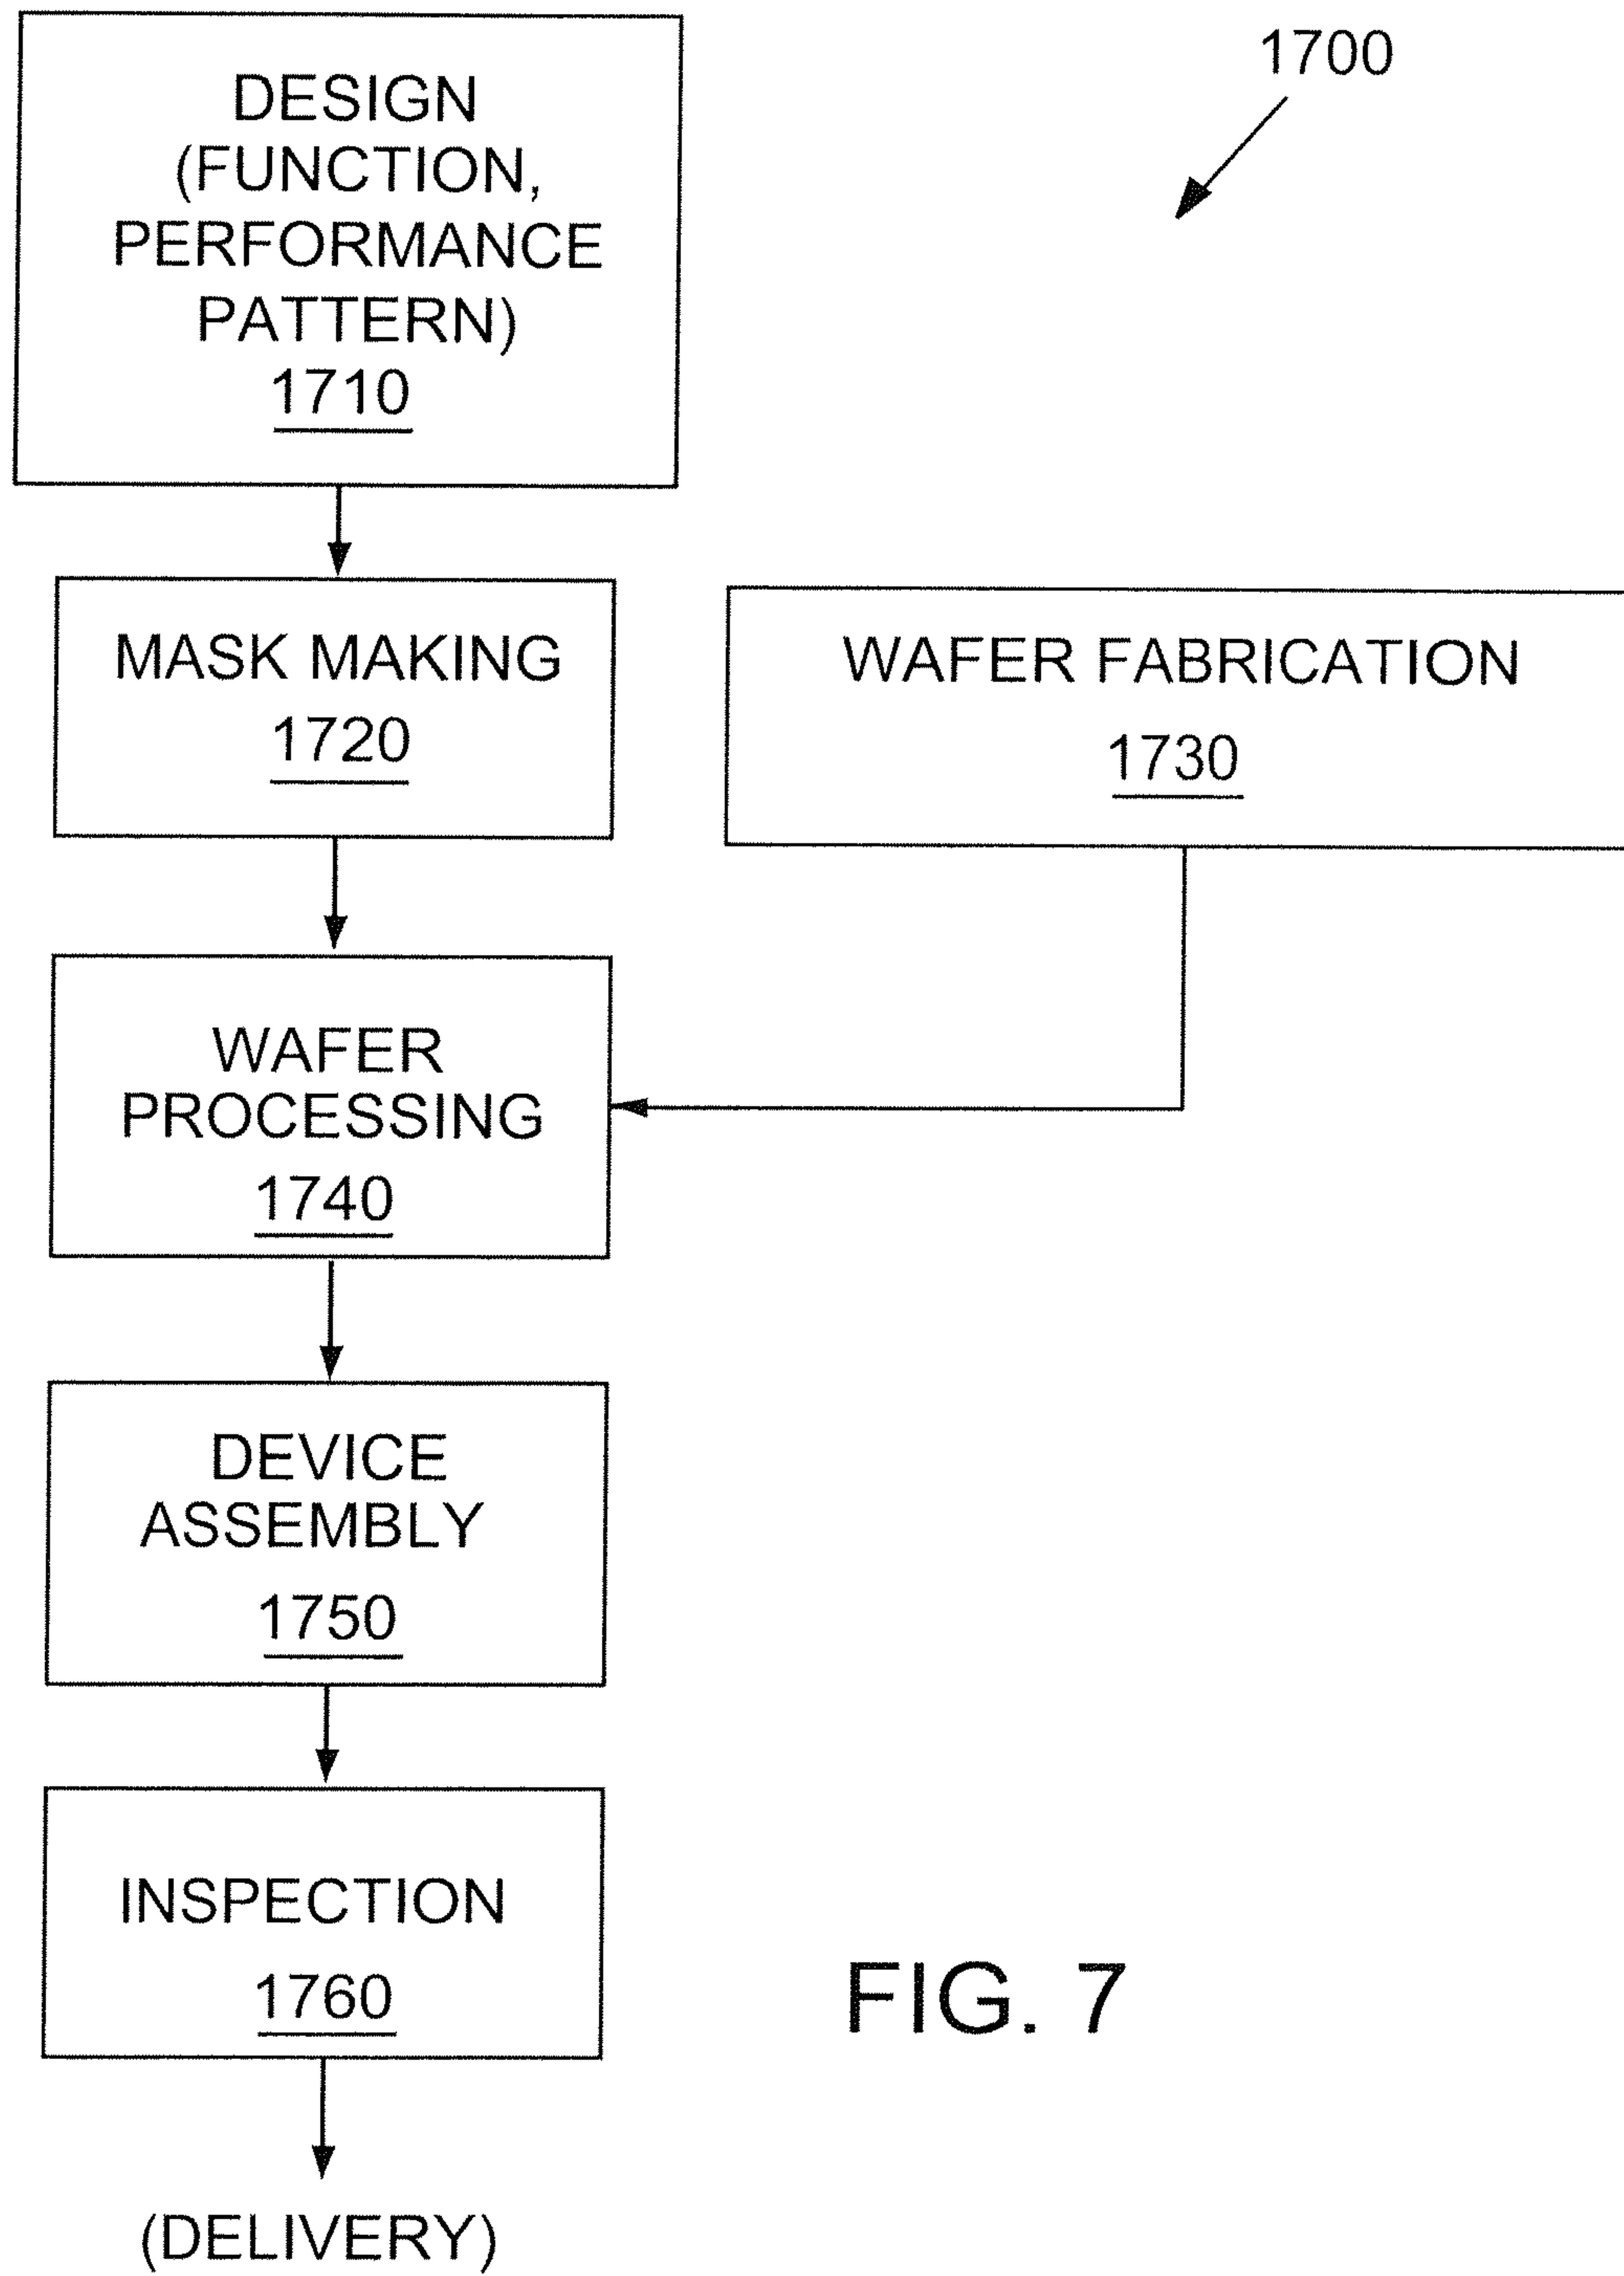 1700
DESIGN
(FUNCTION,
PERFORMANCE
PATTERN)
1710
MASK MAKING
1720
WAFER FABRICATION
1730
WAFER
PROCESSING
1740
DEVICE
ASSEMBLY
1750
INSPECTION
1760
(DELIVERY)
FIG. 7